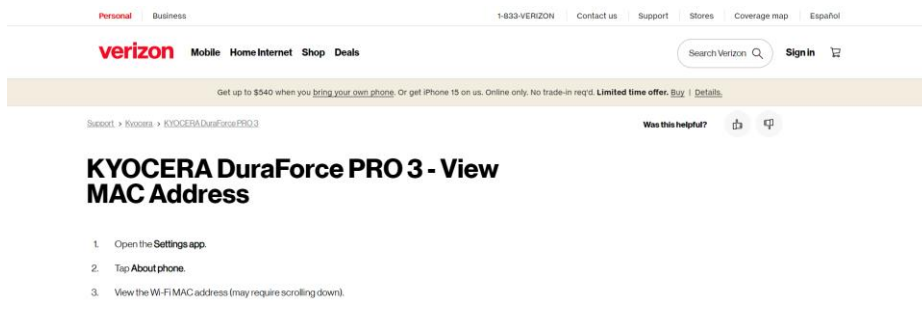 Personal Business 1-833-VERIZON Contact us Support Stores Coverage map Español
verizon Mobile Home Internet Shop Deals Search Verizon Sign in
Get up to $540 when you bring your own phone. Or get iPhone 15 on us. Online only. No trade-in req'd. Limited time offer. Buy | Details.
Support > Kyocera > KYOCERA DuraForce PRO 3 Was this helpful?
KYOCERA DuraForce PRO 3 - View
MAC Address
1. Open the Settings app.
2. Tap About phone.
3. View the Wi-Fi MAC address (may require scrolling down).